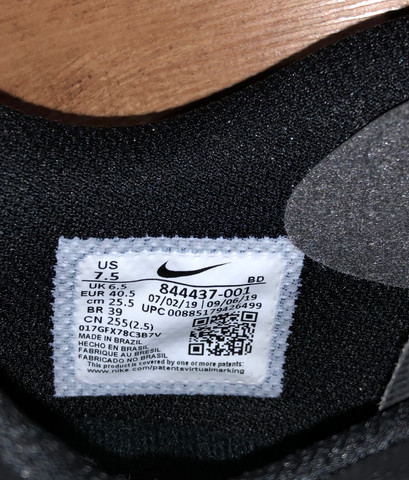 US
7.5
UK 6.5
EUR 40.5
cm 25.5
BR 39
CN 255(2.5)
BD
844437-001
07/02/19 | 09/06/19
UPC 00885179426499
017GFX78C3B7V
MADE IN BRAZIL
HECHO EN BRASIL
FABRIQUE AU BRESIL
FABRICADO NO BRASIL
This product is covered by one or more patents:
www.nike.com/patentsvirtualmarking